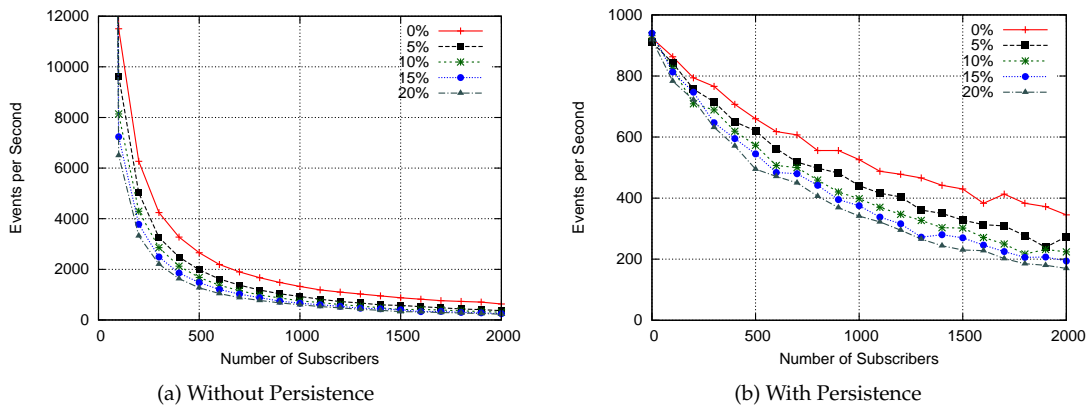 12000
10000
8000
6000
4000
2000
0
Events per Second
0 500 1000 1500 2000
Number of Subscribers
0%
5%
10%
15%
20%
(a) Without Persistence
1000
800
600
400
200
0
Events per Second
0 500 1000 1500 2000
Number of Subscribers
0%
5%
10%
15%
20%
(b) With Persistence